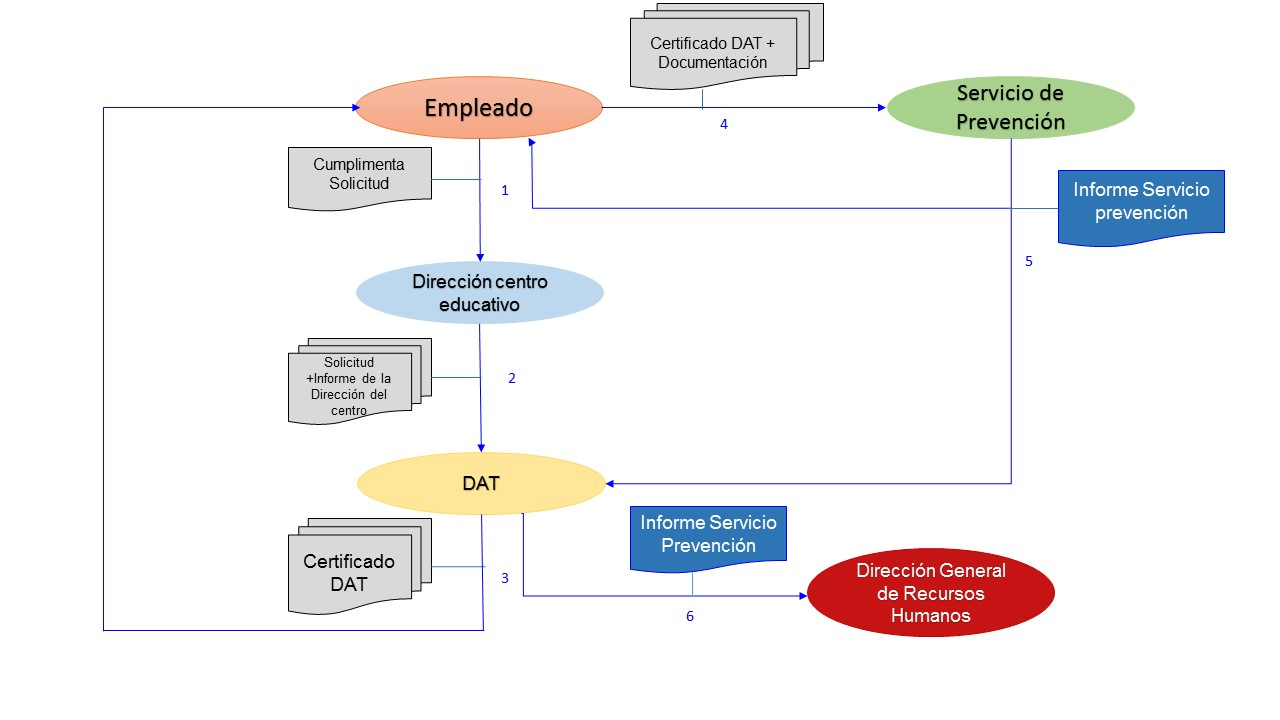 Certificado DAT +
Documentación
Empleado
Servicio de
Prevención
4
Cumplimenta
Solicitud
1
Informe Servicio
prevención
5
Dirección centro
educativo
Solicitud
+Informe de la
Dirección del
centro
2
DAT
Certificado
DAT
3
Informe Servicio
Prevención
6
Dirección General
de Recursos
Humanos